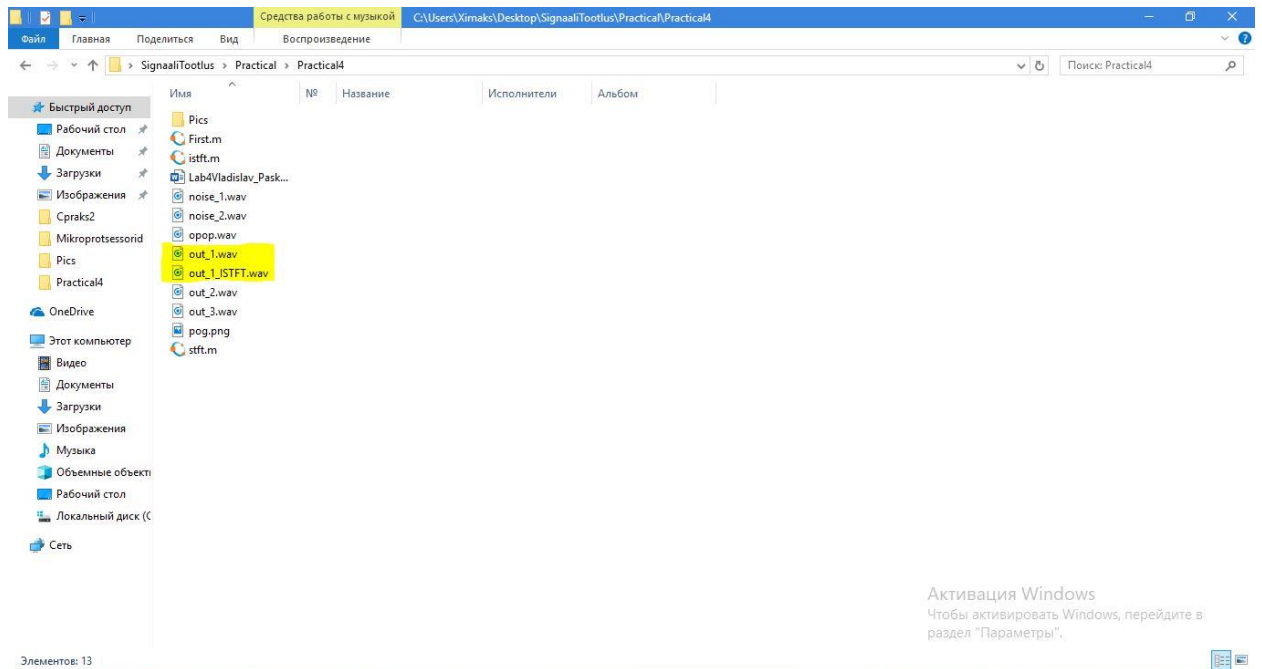 Средства работы с музыкой
C:\Users\Ximaks\Desktop\SignaaliTootlus\Practical\Practical4
Файл Главная Поделиться Вид Воспроизведение
SignaaliTootlus > Practical > Practical4
Поиск: Practical4
Имя № Название Исполнители Альбом
Быстрый доступ
Рабочий стол
Документы
Загрузки
Изображения
Cpraks2
Mikroprotsessorid
Pics
Practical4
OneDrive
Этот компьютер
Видео
Документы
Загрузки
Изображения
Музыка
Объемные объекты
Рабочий стол
Локальный диск (C
Сеть
Pics
First.m
istft.m
Lab4Vladislav_Pask...
noise_1.wav
noise_2.wav
opop.wav
out_1.wav
out_1_ISTFT.wav
out_2.wav
out_3.wav
pog.png
stft.m
Активация Windows
Чтобы активировать Windows, перейдите в
раздел "Параметры".
Элементов: 13